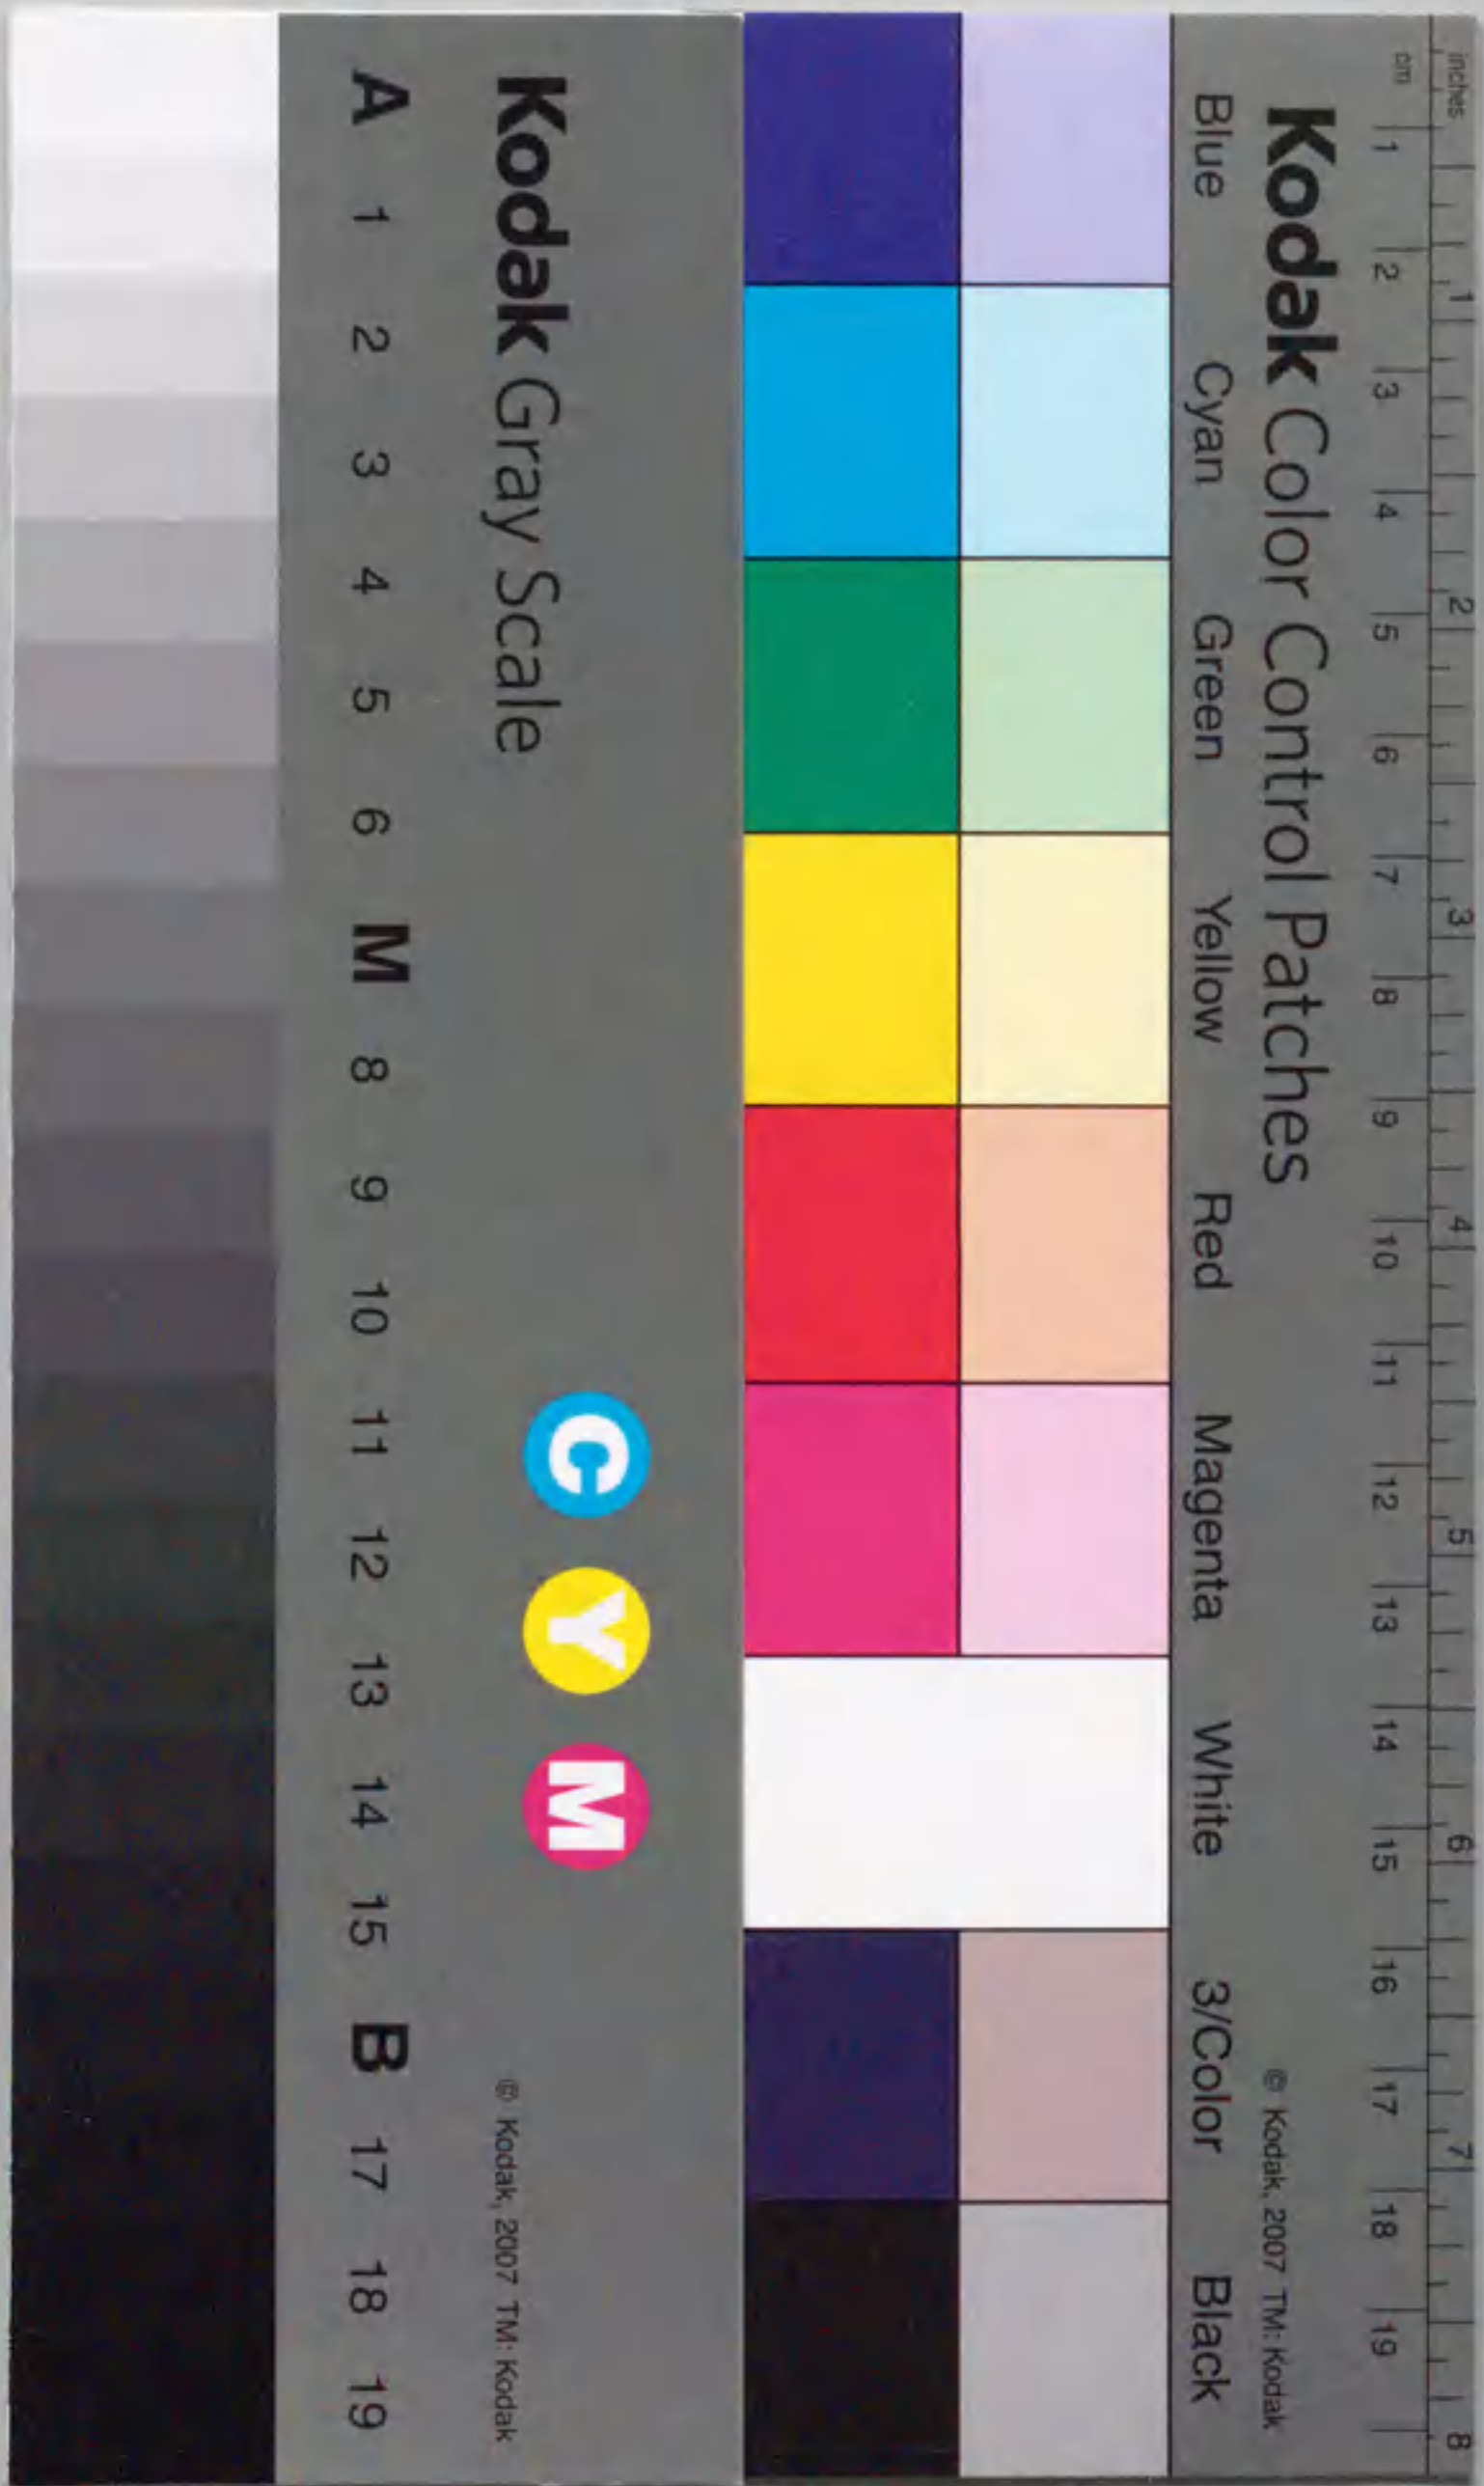 inches 1 2 3 4 5 6 7 8
cm 1 2 3 4 5 6 7 8 9 10 11 12 13 14 15 16 17 18 19
Kodak Color Control Patches
© Kodak, 2007 TM: Kodak
Blue Cyan Green Yellow Red Magenta White 3/Color Black
Kodak Gray Scale
C Y M
© Kodak, 2007 TM: Kodak
A 1 2 3 4 5 6 M 8 9 10 11 12 13 14 15 B 17 18 19